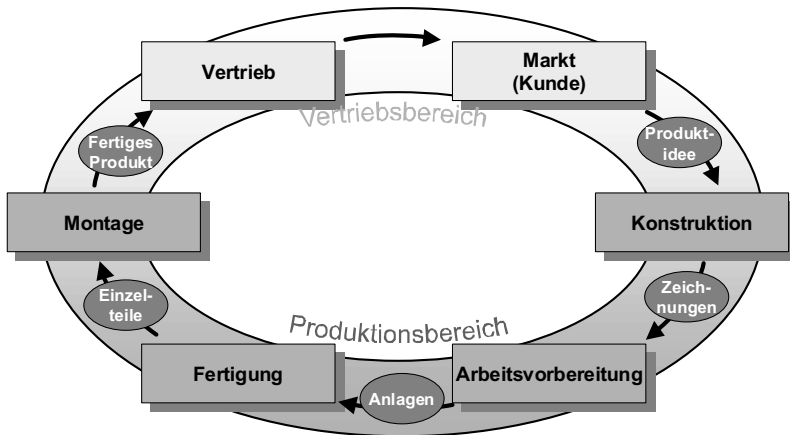 Vertrieb
Markt
(Kunde)
Vertriebsbereich
Fertiges
Produkt
Produkt-
idee
Montage
Konstruktion
Einzel-
teile
Zeich-
nungen
Produktionsbereich
Fertigung
Anlagen
Arbeitsvorbereitung